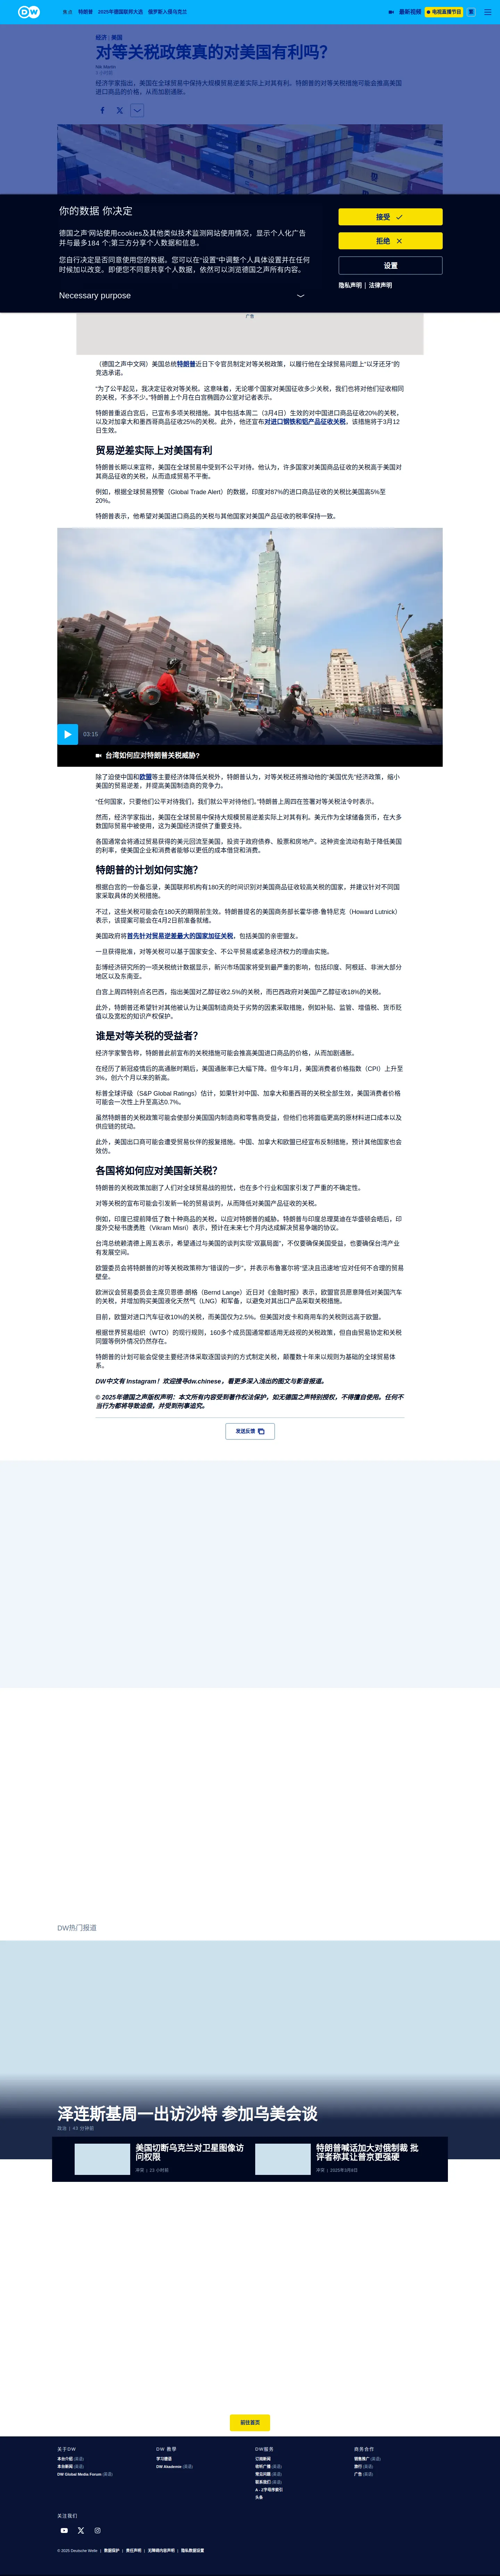 DW
焦点
特朗普
2025年德国联邦大选
俄罗斯入侵乌克兰
最新视频
电视直播节目
经济 | 美国
对等关税政策真的对美国有利吗？
Nik Martin
经济学家指出，美国在全球贸易中保持大规模贸易逆差实际上对其有利。特朗普的对等关税措施可能会推高美国进口商品的价格，从而加剧通胀。
你的数据 你决定
德国之声网站使用cookies及其他类似技术监测网站使用情况，显示个人化广告并与最多184 个;第三方分享个人数据和信息。
您自行决定是否同意使用您的数据。您可以在“设置”中调整个人具体设置并在任何时候加以改变。即便您不同意共享个人数据，依然可以浏览德国之声所有内容。
Necessary purpose
接受
拒绝
设置
隐私声明 | 法律声明
广告
（德国之声中文网）美国总统特朗普近日下令官员制定对等关税政策，以履行他在全球贸易问题上“以牙还牙”的竞选承诺。
“为了公平起见，我决定征收对等关税。这意味着，无论哪个国家对美国征收多少关税，我们也将对他们征收相同的关税，不多不少。”特朗普上个月在白宫椭圆办公室对记者表示。
特朗普重返白宫后，已宣布多项关税措施。其中包括本周二（3月4日）生效的对中国进口商品征收20%的关税，以及对加拿大和墨西哥商品征收25%的关税。此外，他还宣布对进口钢铁和铝产品征收关税，该措施将于3月12日生效。
贸易逆差实际上对美国有利
特朗普长期以来宣称，美国在全球贸易中受到不公平对待。他认为，许多国家对美国商品征收的关税高于美国对其商品征收的关税，从而造成贸易不平衡。
例如，根据全球贸易预警（Global Trade Alert）的数据，印度对87%的进口商品征收的关税比美国高5%至20%。
特朗普表示，他希望对美国进口商品的关税与其他国家对美国产品征收的税率保持一致。
03:15
台湾如何应对特朗普关税威胁?
除了迫使中国和欧盟等主要经济体降低关税外，特朗普认为，对等关税还将推动他的“美国优先”经济政策，缩小美国的贸易逆差，并提高美国制造商的竞争力。
“任何国家，只要他们公平对待我们，我们就公平对待他们。”特朗普上周四在签署对等关税法令时表示。
然而，经济学家指出，美国在全球贸易中保持大规模贸易逆差实际上对其有利。美元作为全球储备货币，在大多数国际贸易中被使用，这为美国经济提供了重要支持。
各国通常会将通过贸易获得的美元回流至美国，投资于政府债券、股票和房地产。这种资金流动有助于降低美国的利率，使美国企业和消费者能够以更低的成本借贷和消费。
特朗普的计划如何实施？
根据白宫的一份备忘录，美国联邦机构有180天的时间识别对美国商品征收较高关税的国家，并建议针对不同国家采取具体的关税措施。
不过，这些关税可能会在180天的期限前生效。特朗普提名的美国商务部长霍华德·鲁特尼克（Howard Lutnick）表示，该提案可能会在4月2日前准备就绪。
美国政府将首先针对贸易逆差最大的国家加征关税，包括美国的亲密盟友。
一旦获得批准，对等关税可以基于国家安全、不公平贸易或紧急经济权力的理由实施。
彭博经济研究所的一项关税统计数据显示，新兴市场国家将受到最严重的影响，包括印度、阿根廷、非洲大部分地区以及东南亚。
白宫上周四特别点名巴西，指出美国对乙醇征收2.5%的关税，而巴西政府对美国产乙醇征收18%的关税。
此外，特朗普还希望针对其他被认为让美国制造商处于劣势的因素采取措施，例如补贴、监管、增值税、货币贬值以及宽松的知识产权保护。
谁是对等关税的受益者？
经济学家警告称，特朗普此前宣布的关税措施可能会推高美国进口商品的价格，从而加剧通胀。
在经历了新冠疫情后的高通胀时期后，美国通胀率已大幅下降。但今年1月，美国消费者价格指数（CPI）上升至3%，创六个月以来的新高。
标普全球评级（S&P Global Ratings）估计，如果针对中国、加拿大和墨西哥的关税全部生效，美国消费者价格可能会一次性上升至高达0.7%。
虽然特朗普的关税政策可能会使部分美国国内制造商和零售商受益，但他们也将面临更高的原材料进口成本以及供应链的扰动。
此外，美国出口商可能会遭受贸易伙伴的报复措施。中国、加拿大和欧盟已经宣布反制措施，预计其他国家也会效仿。
各国将如何应对美国新关税？
特朗普的关税政策加剧了人们对全球贸易战的担忧，也在多个行业和国家引发了严重的不确定性。
对等关税的宣布可能会引发新一轮的贸易谈判，从而降低对美国产品征收的关税。
例如，印度已提前降低了数十种商品的关税，以应对特朗普的威胁。特朗普与印度总理莫迪在华盛顿会晤后，印度外交秘书唐勇胜（Vikram Misri）表示，预计在未来七个月内达成解决贸易争端的协议。
台湾总统赖清德上周五表示，希望通过与美国的谈判实现“双赢局面”，不仅要确保美国受益，也要确保台湾产业有发展空间。
欧盟委员会将特朗普的对等关税政策称为“错误的一步”，并表示布鲁塞尔将“坚决且迅速地”应对任何不合理的贸易壁垒。
欧洲议会贸易委员会主席贝恩德·朗格（Bernd Lange）近日对《金融时报》表示，欧盟官员愿意降低对美国汽车的关税，并增加购买美国液化天然气（LNG）和军备，以避免对其出口产品采取关税措施。
目前，欧盟对进口汽车征收10%的关税，而美国仅为2.5%。但美国对皮卡和商用车的关税则远高于欧盟。
根据世界贸易组织（WTO）的现行规则，160多个成员国通常都适用无歧视的关税政策，但自由贸易协定和关税同盟等例外情况仍然存在。
特朗普的计划可能会促使主要经济体采取逐国谈判的方式制定关税，颠覆数十年来以规则为基础的全球贸易体系。
DW中文有 Instagram！欢迎搜寻dw.chinese，看更多深入浅出的图文与影音报道。
© 2025年德国之声版权声明：本文所有内容受到著作权法保护，如无德国之声特别授权，不得擅自使用。任何不当行为都将导致追偿，并受到刑事追究。
发送反馈
DW热门报道
泽连斯基周一出访沙特 参加乌美会谈
政治 | 43 分钟前
美国切断乌克兰对卫星图像访问权限
冲突 | 23 小时前
特朗普喊话加大对俄制裁 批评者称其让普京更强硬
冲突 | 2025年3月8日
前往首页
关于DW
本台介绍 (英语)
本台新闻 (英语)
DW Global Media Forum (英语)
DW 教学
学习德语
DW Akademie (英语)
DW服务
订阅新闻
收听广播 (英语)
常见问题 (英语)
联系我们 (英语)
A - Z字母序索引
头条
商务合作
销售推广 (英语)
旅行 (英语)
广告 (英语)
关注我们
© 2025 Deutsche Welle | 数据保护 | 责任声明 | 无障碍内容声明 | 隐私数据设置